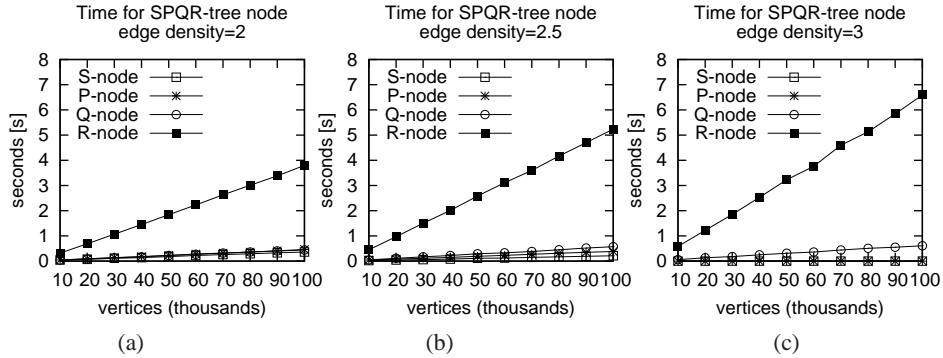 Time for SPQR-tree node
edge density=2
8
7
6
5
4
3
2
1
0
seconds [s]
S-node
P-node
Q-node
R-node
10 20 30 40 50 60 70 80 90 100
vertices (thousands)
(a)
Time for SPQR-tree node
edge density=2.5
8
7
6
5
4
3
2
1
0
seconds [s]
S-node
P-node
Q-node
R-node
10 20 30 40 50 60 70 80 90 100
vertices (thousands)
(b)
Time for SPQR-tree node
edge density=3
8
7
6
5
4
3
2
1
0
seconds [s]
S-node
P-node
Q-node
R-node
10 20 30 40 50 60 70 80 90 100
vertices (thousands)
(c)